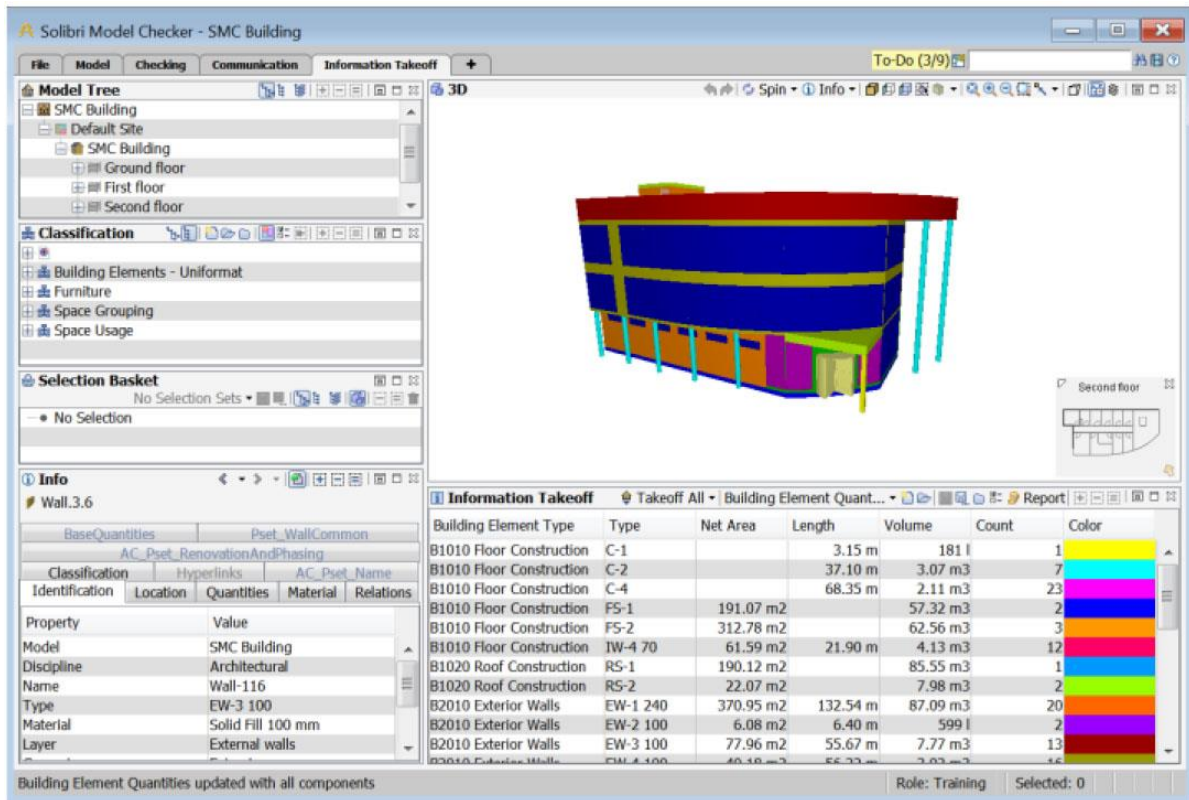 Solibri Model Checker - SMC Building
File Model Checking Communication Information Takeoff + To-Do (3/9)
Model Tree
SMC Building
Default Site
SMC Building
Ground floor
First floor
Second floor
Classification
Building Elements - Uniformat
Furniture
Space Grouping
Space Usage
Selection Basket
No Selection Sets
No Selection
Info
Wall.3.6
BaseQuantities Pset_WallCommon
AC_Pset_RenovationAndPhasing
Classification Hyperlinks AC_Pset_Name
Identification Location Quantities Material Relations
Property Value
Model SMC Building
Discipline Architectural
Name Wall-116
Type EW-3 100
Material Solid Fill 100 mm
Layer External walls
3D Spin Info
Second floor
Information Takeoff Takeoff All Building Element Quant... Report
Building Element Type Type Net Area Length Volume Count Color
B1010 Floor Construction C-1 3.15 m 181 l 1
B1010 Floor Construction C-2 37.10 m 3.07 m3 7
B1010 Floor Construction C-4 68.35 m 2.11 m3 23
B1010 Floor Construction FS-1 191.07 m2 57.32 m3 2
B1010 Floor Construction FS-2 312.78 m2 62.56 m3 3
B1010 Floor Construction IW-4 70 61.59 m2 21.90 m 4.13 m3 12
B1020 Roof Construction RS-1 190.12 m2 85.55 m3 1
B1020 Roof Construction RS-2 22.07 m2 7.98 m3 2
B2010 Exterior Walls EW-1 240 370.95 m2 132.54 m 87.09 m3 20
B2010 Exterior Walls EW-2 100 6.08 m2 6.40 m 599 l 2
B2010 Exterior Walls EW-3 100 77.96 m2 55.67 m 7.77 m3 13
Building Element Quantities updated with all components
Role: Training Selected: 0